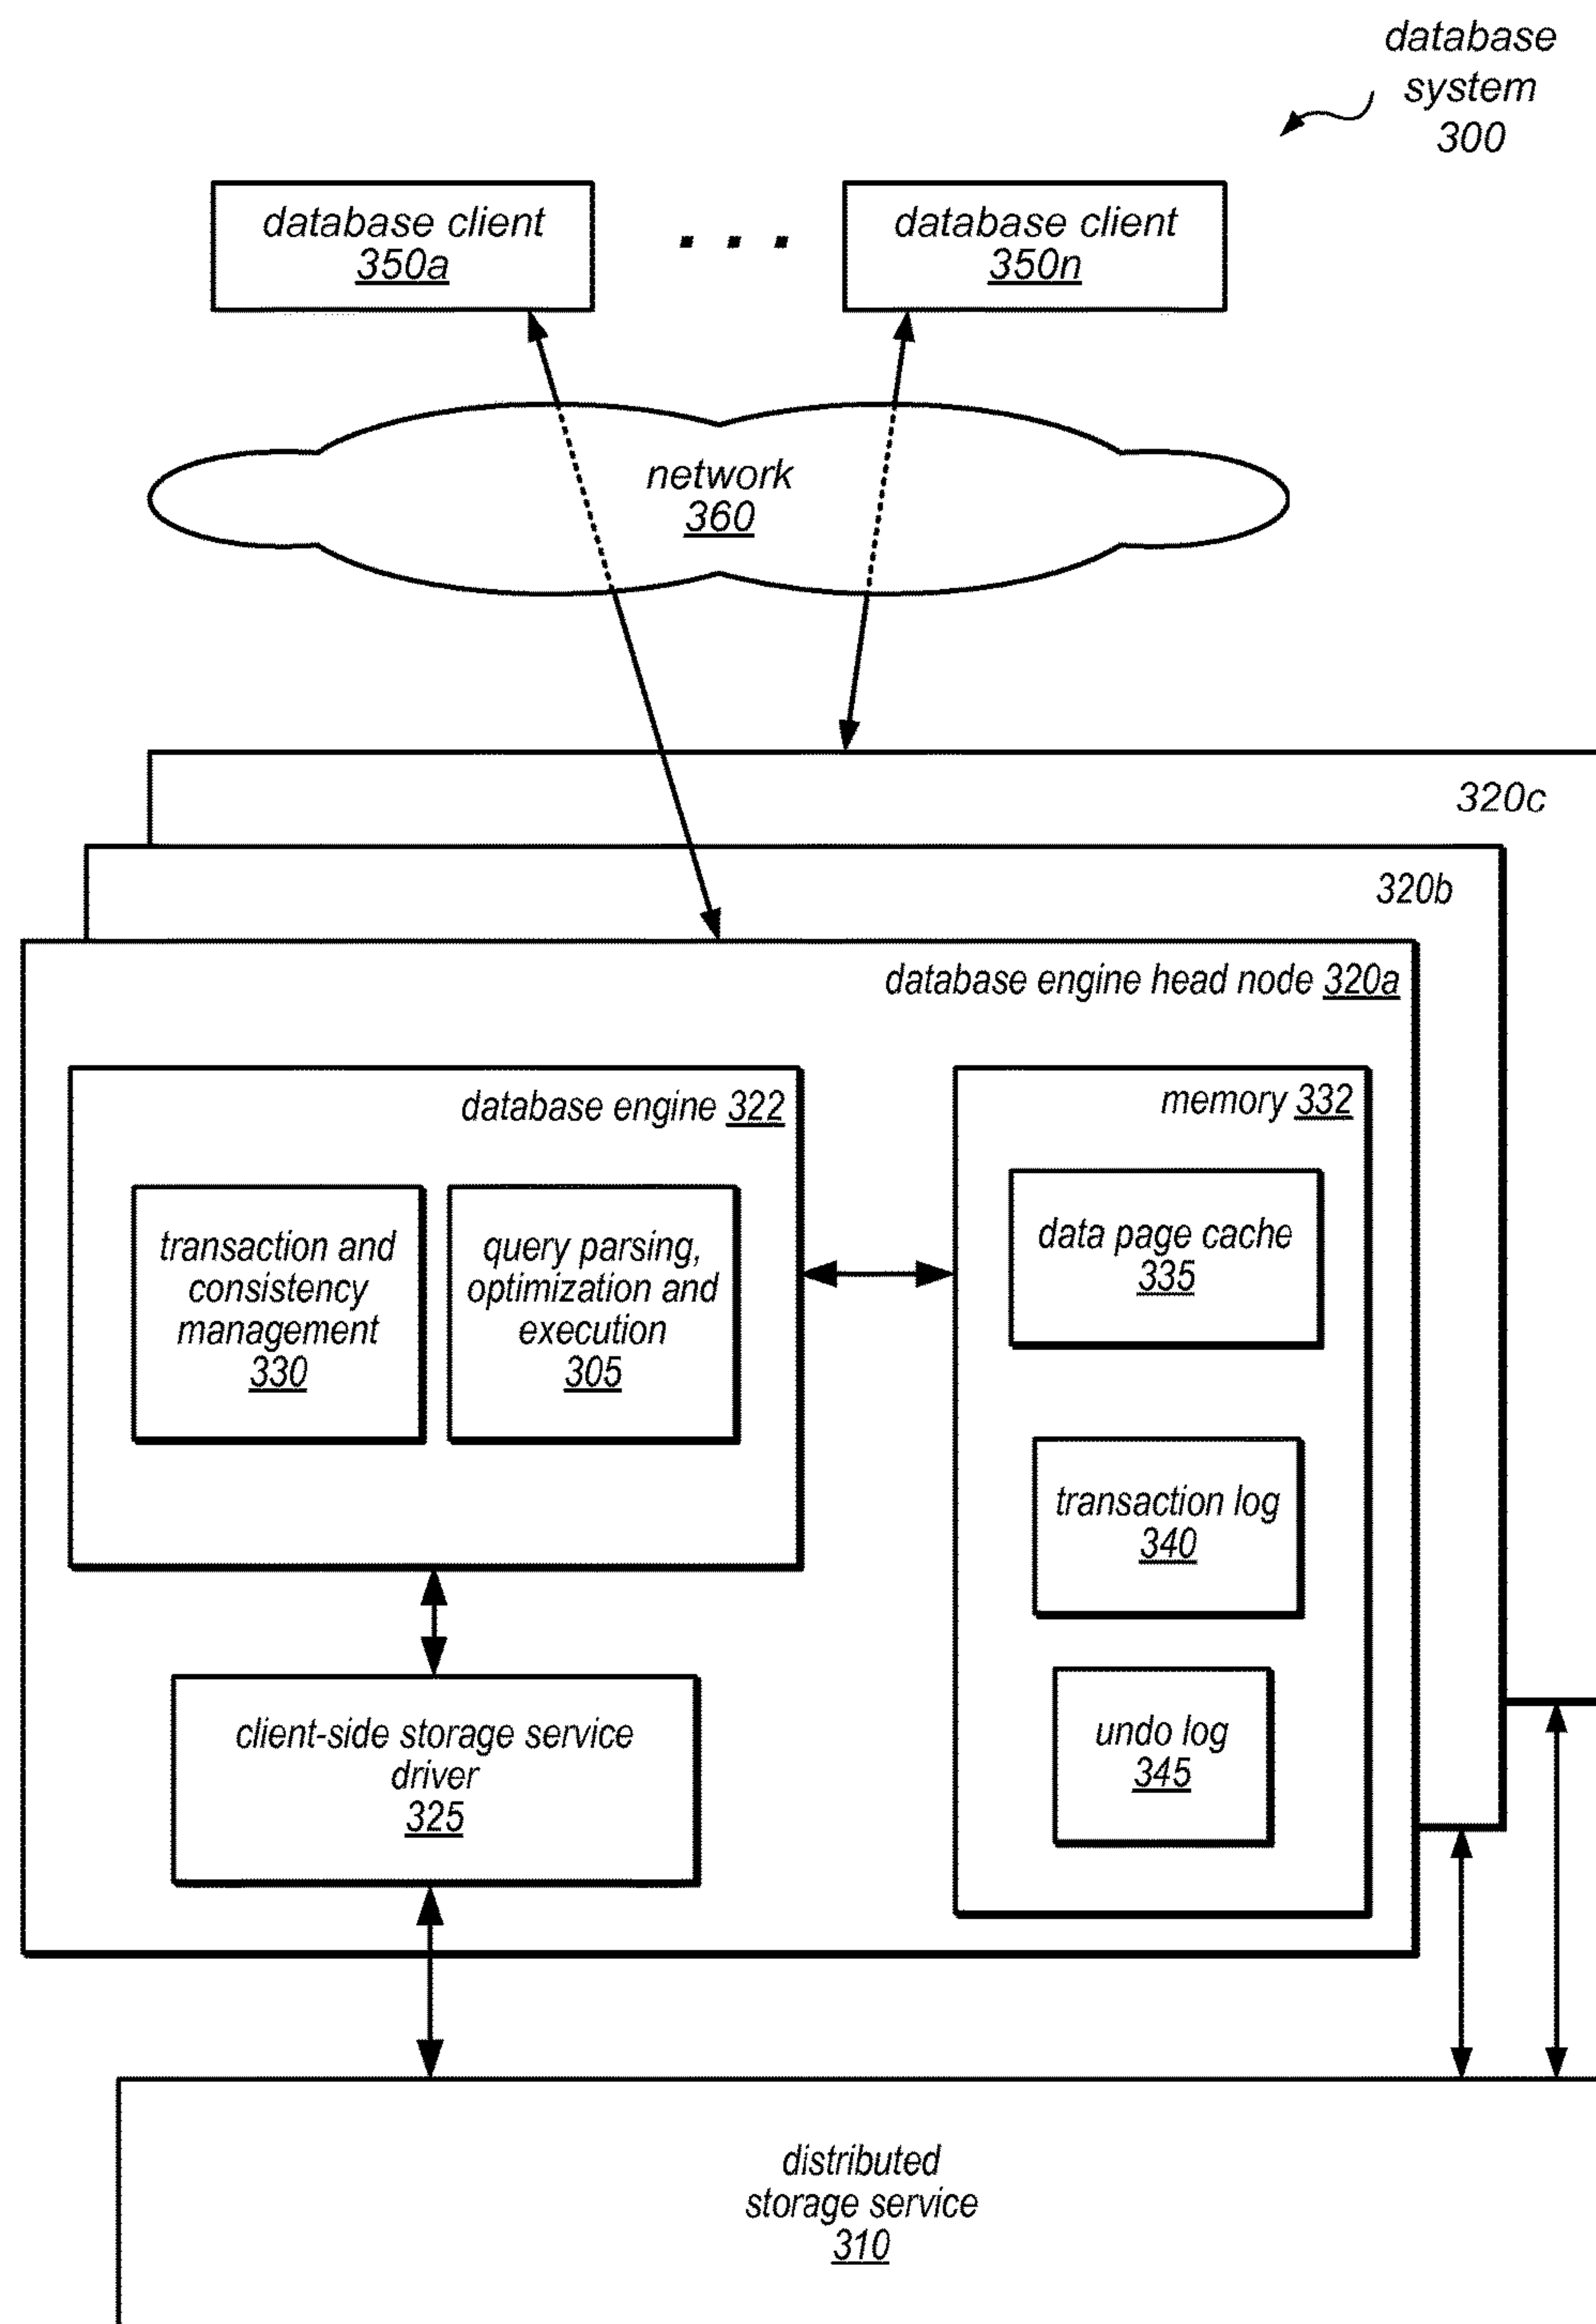 database
system
300
database client
350a
. . .
database client
350n
network
360
320c
320b
database engine head node 320a
database engine 322
transaction and
consistency
management
330
query parsing,
optimization and
execution
305
memory 332
data page cache
335
transaction log
340
undo log
345
client-side storage service
driver
325
distributed
storage service
310